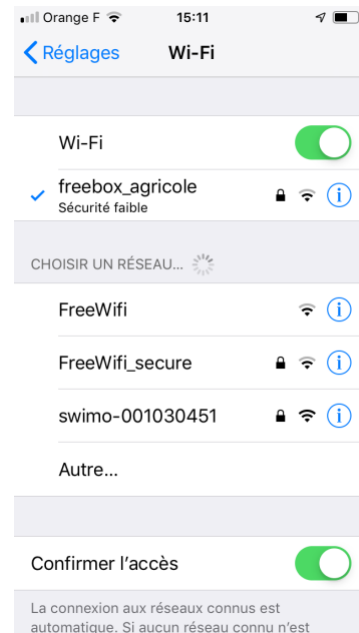 Orange F 15:11
Réglages Wi-Fi
Wi-Fi
freebox_agricole
Sécurité faible
CHOISIR UN RÉSEAU...
FreeWifi
FreeWifi_secure
swimo-001030451
Autre...
Confirmer l'accès
La connexion aux réseaux connus est
automatique. Si aucun réseau connu n'est